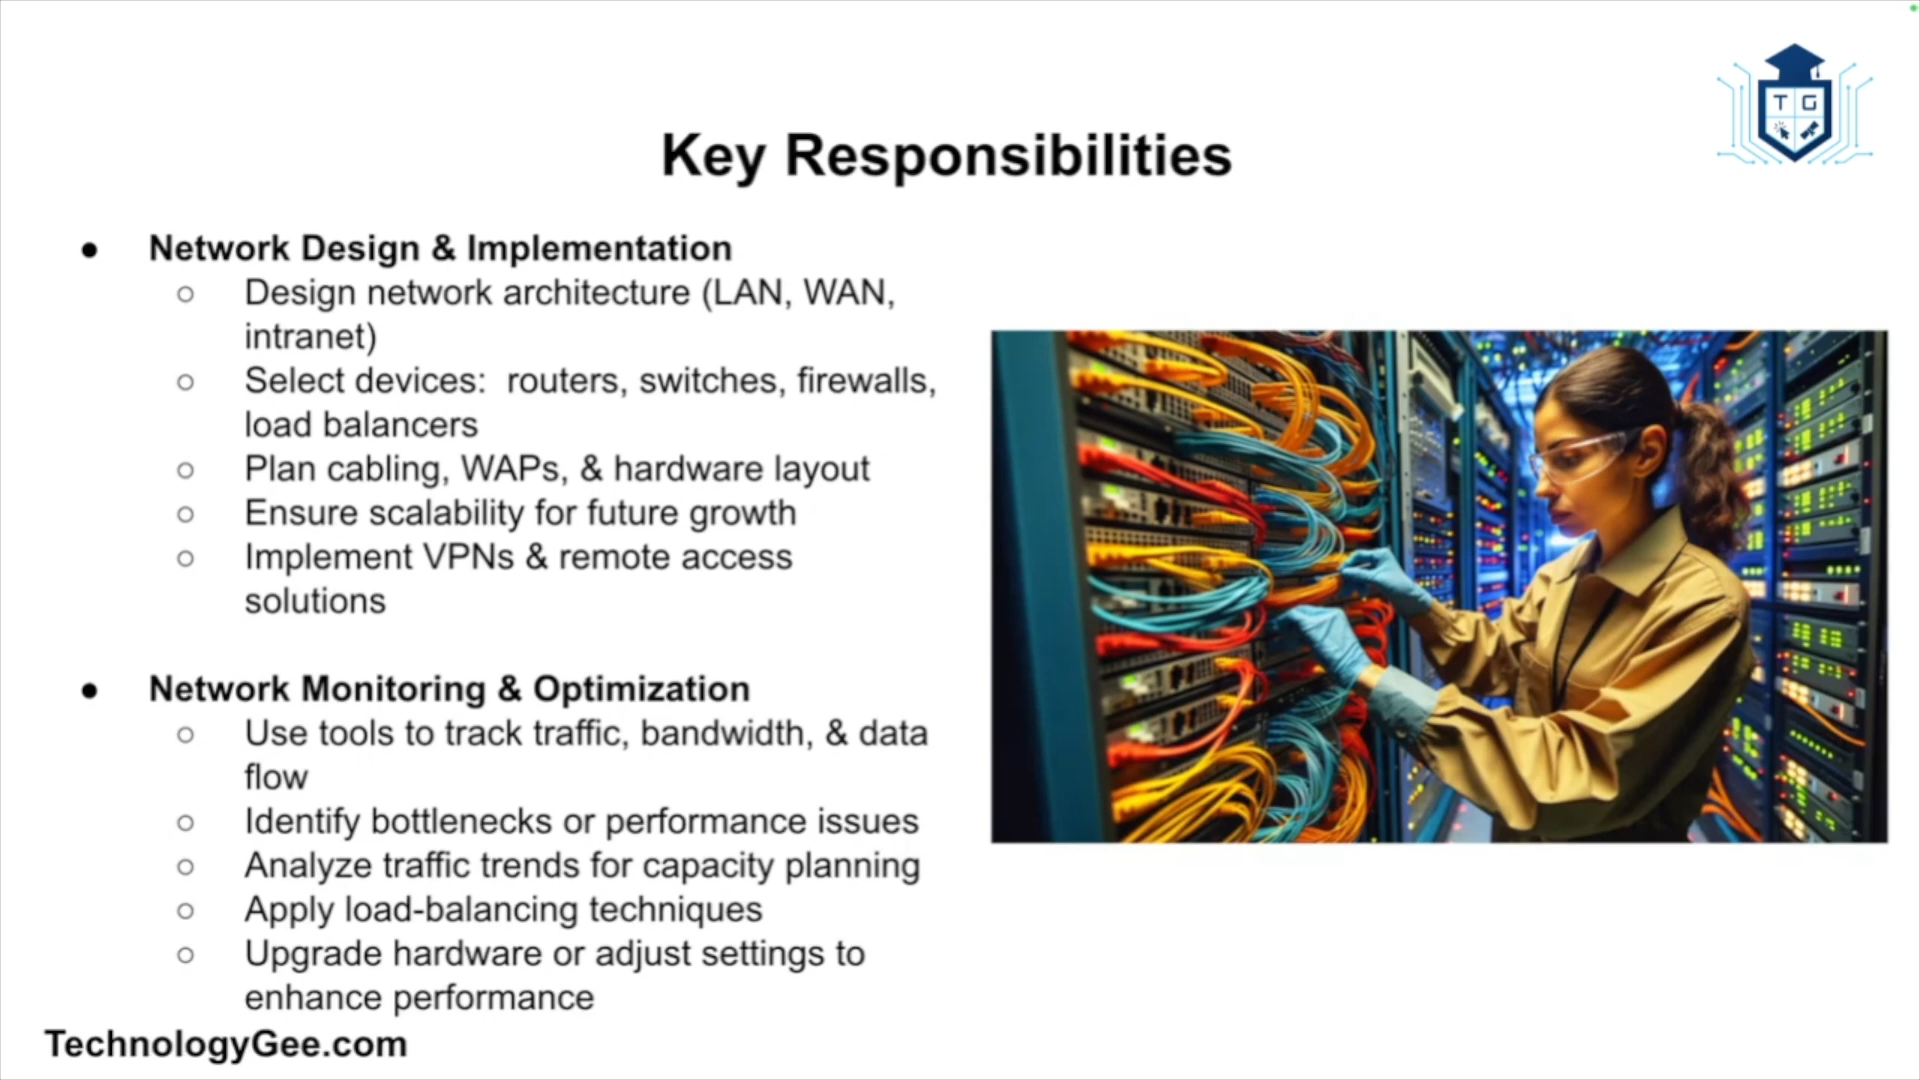 T G
Key Responsibilities
● Network Design & Implementation
○ Design network architecture (LAN, WAN,
intranet)
○ Select devices:  routers, switches, firewalls,
load balancers
○ Plan cabling, WAPs, & hardware layout
○ Ensure scalability for future growth
○ Implement VPNs & remote access
solutions
● Network Monitoring & Optimization
○ Use tools to track traffic, bandwidth, & data
flow
○ Identify bottlenecks or performance issues
○ Analyze traffic trends for capacity planning
○ Apply load-balancing techniques
○ Upgrade hardware or adjust settings to
enhance performance
TechnologyGee.com